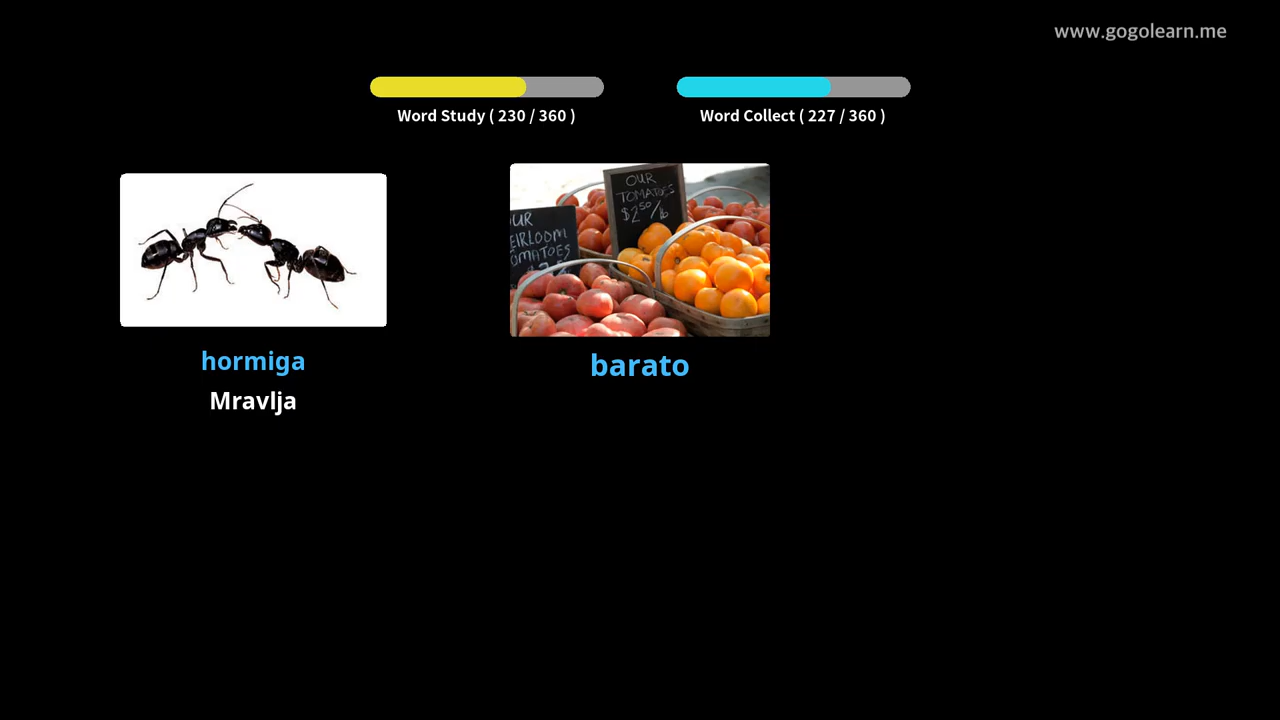 www.gogolearn.me
Word Study ( 230 / 360 )
Word Collect ( 227 / 360 )
OUR
TOMATOES
$2.50/lb
UR
EIRLOOM
OMATOES
hormiga
barato
Mravlja